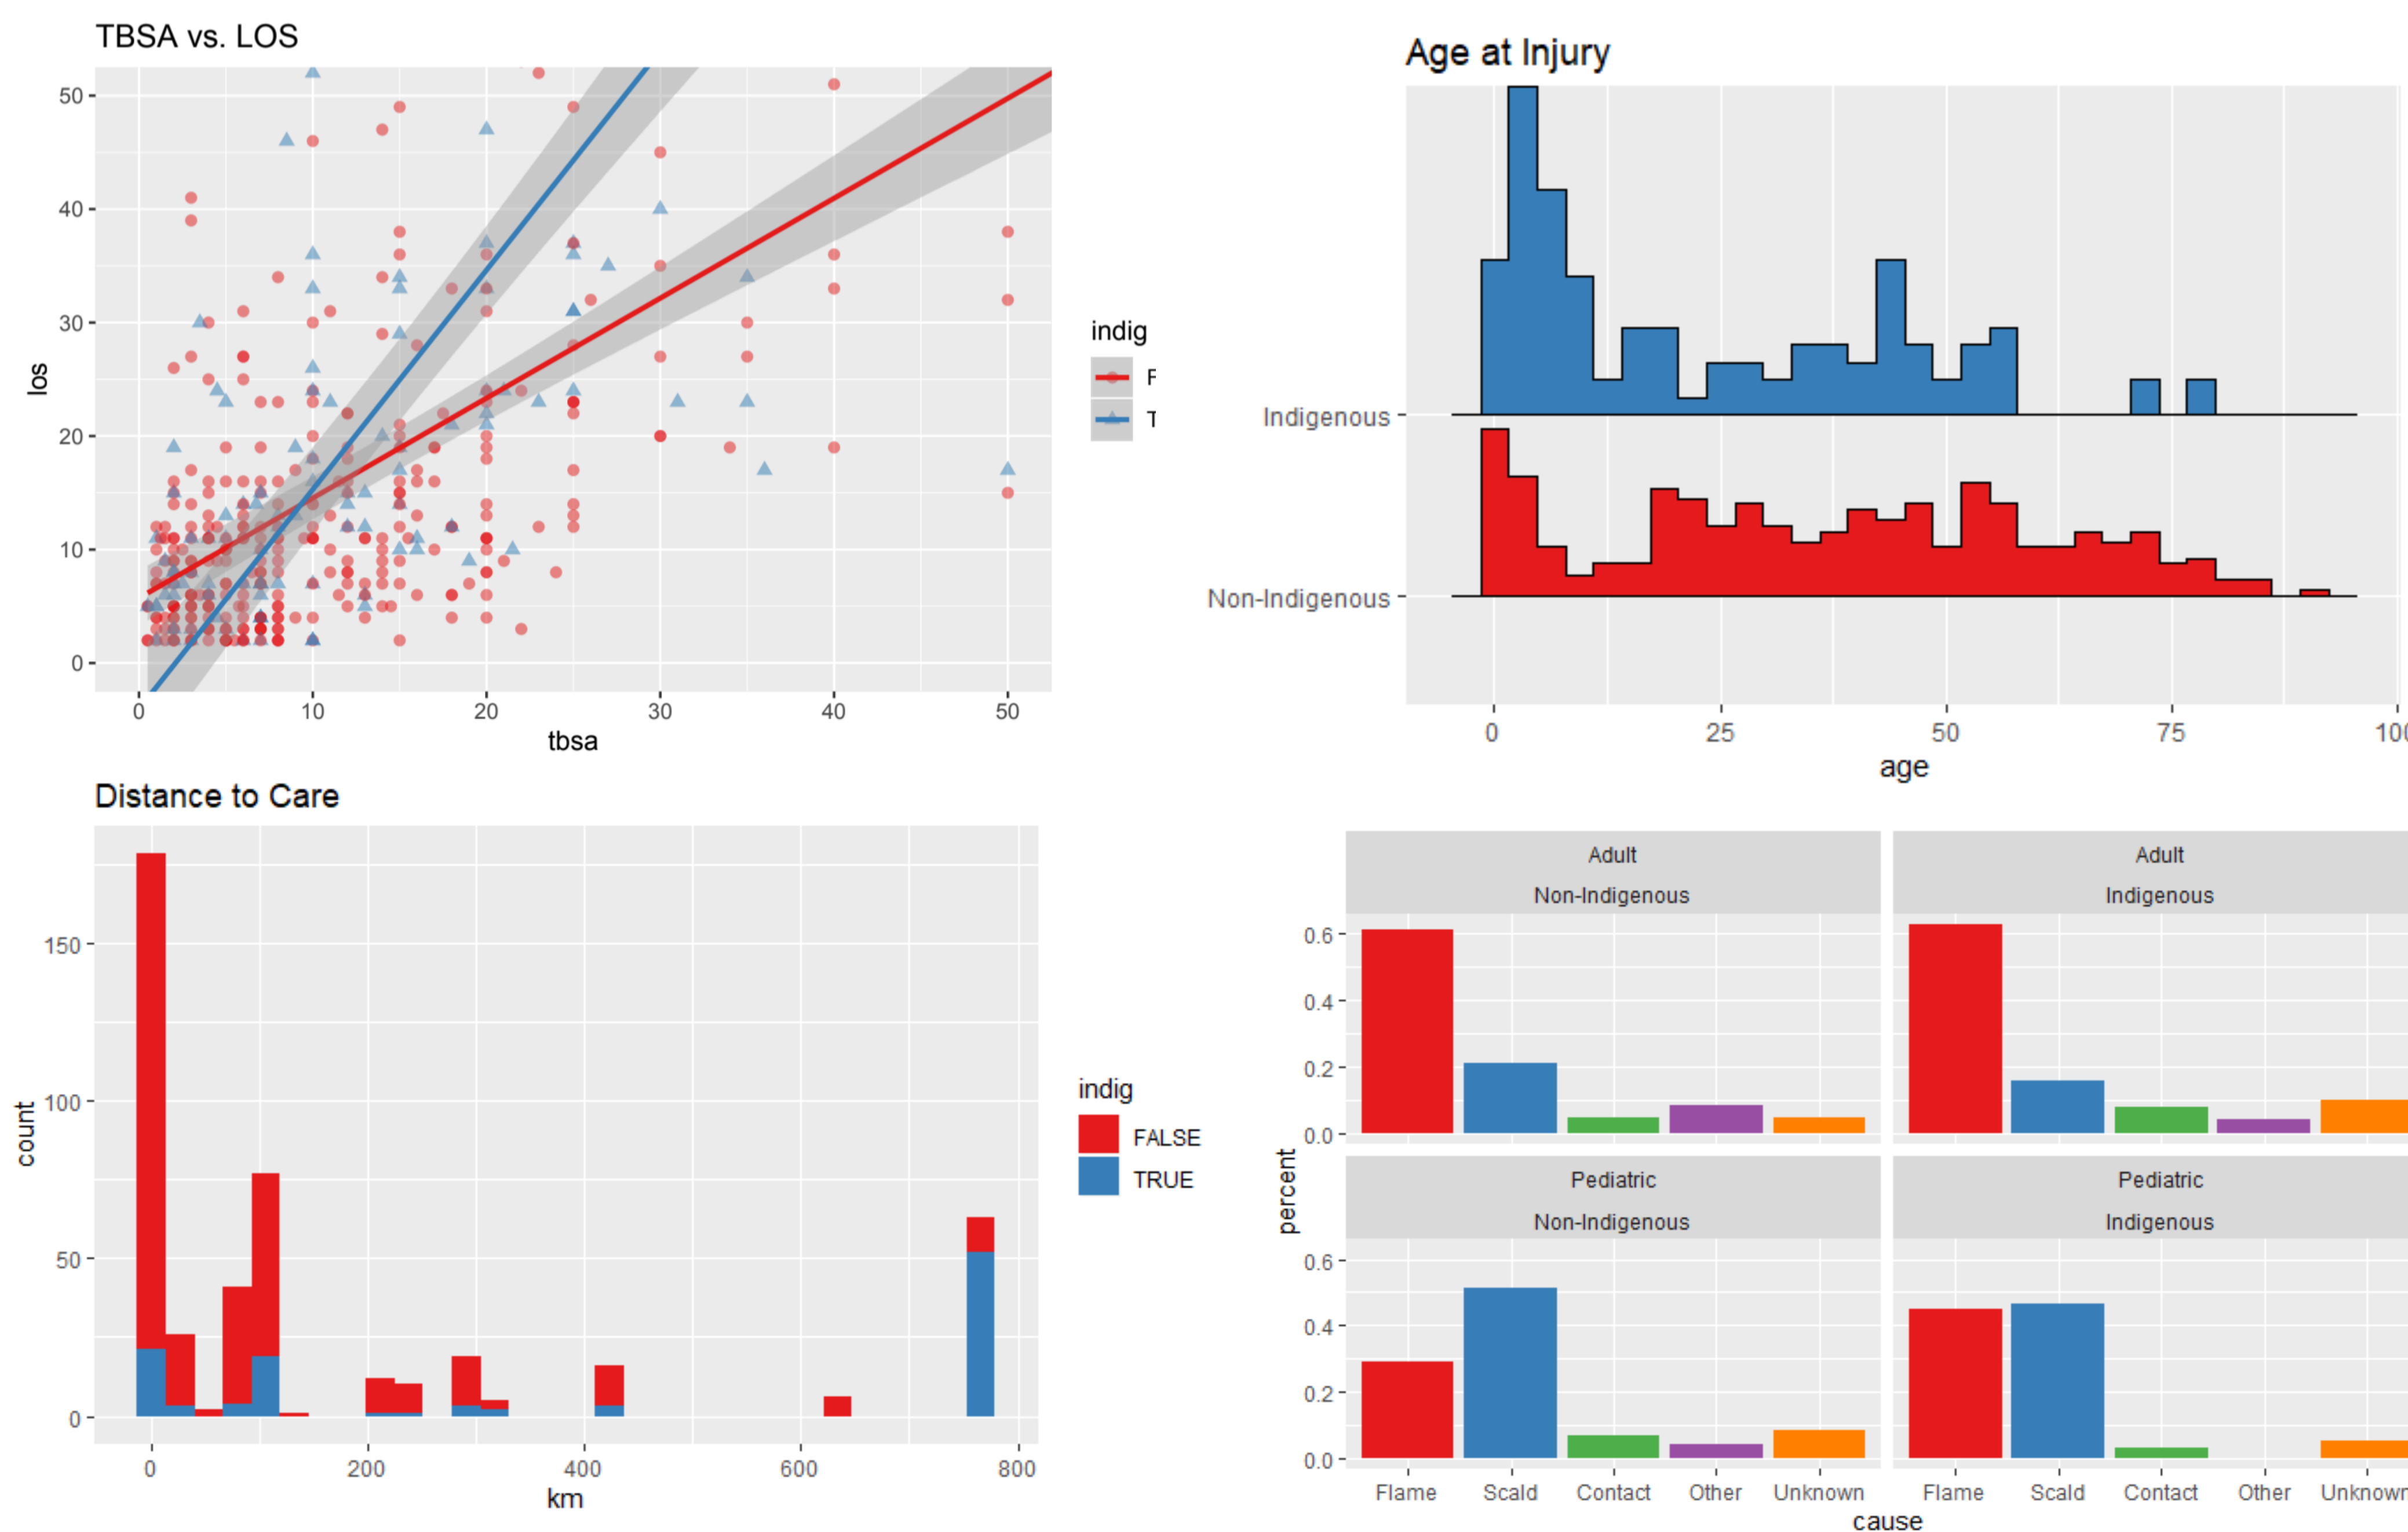 TBSA vs. LOS
50
40
30
20
10
0
los
0 10 20 30 40 50
tbsa
indig
F
T
Age at Injury
Indigenous
Non-Indigenous
0 25 50 75 100
age
Distance to Care
150
100
50
0
count
0 200 400 600 800
km
indig
FALSE
TRUE
Adult
Non-Indigenous
Adult
Indigenous
0.6
0.4
0.2
0.0
percent
Pediatric
Non-Indigenous
Pediatric
Indigenous
0.6
0.4
0.2
0.0
Flame Scald Contact Other Unknown
Flame Scald Contact Other Unknown
cause